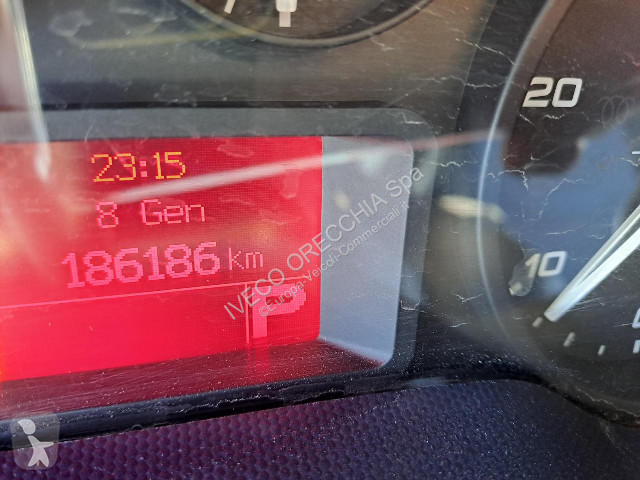 20
23:15
8 Gen
186186 Km
P
10
IVECO ORECCHIA Spa